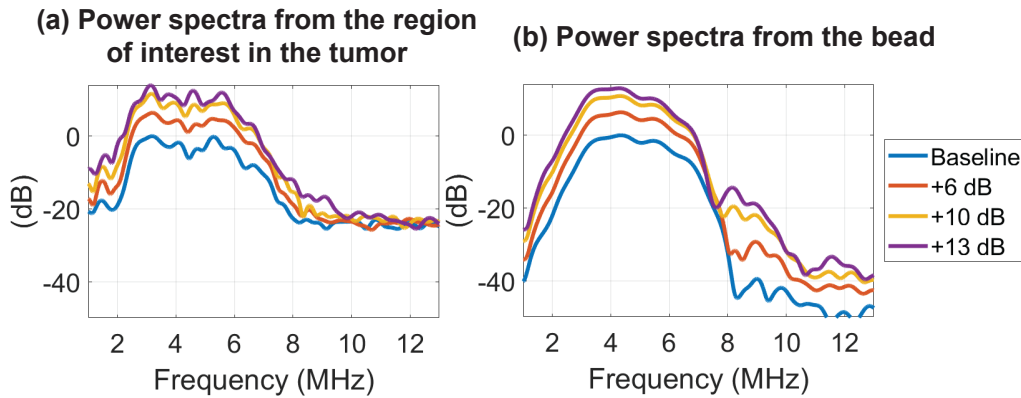 (a) Power spectra from the region
of interest in the tumor
(b) Power spectra from the bead
0
-20
-40
(dB)
2 4 6 8 10 12
Frequency (MHz)
0
-20
-40
(dB)
2 4 6 8 10 12
Frequency (MHz)
Baseline
+6 dB
+10 dB
+13 dB